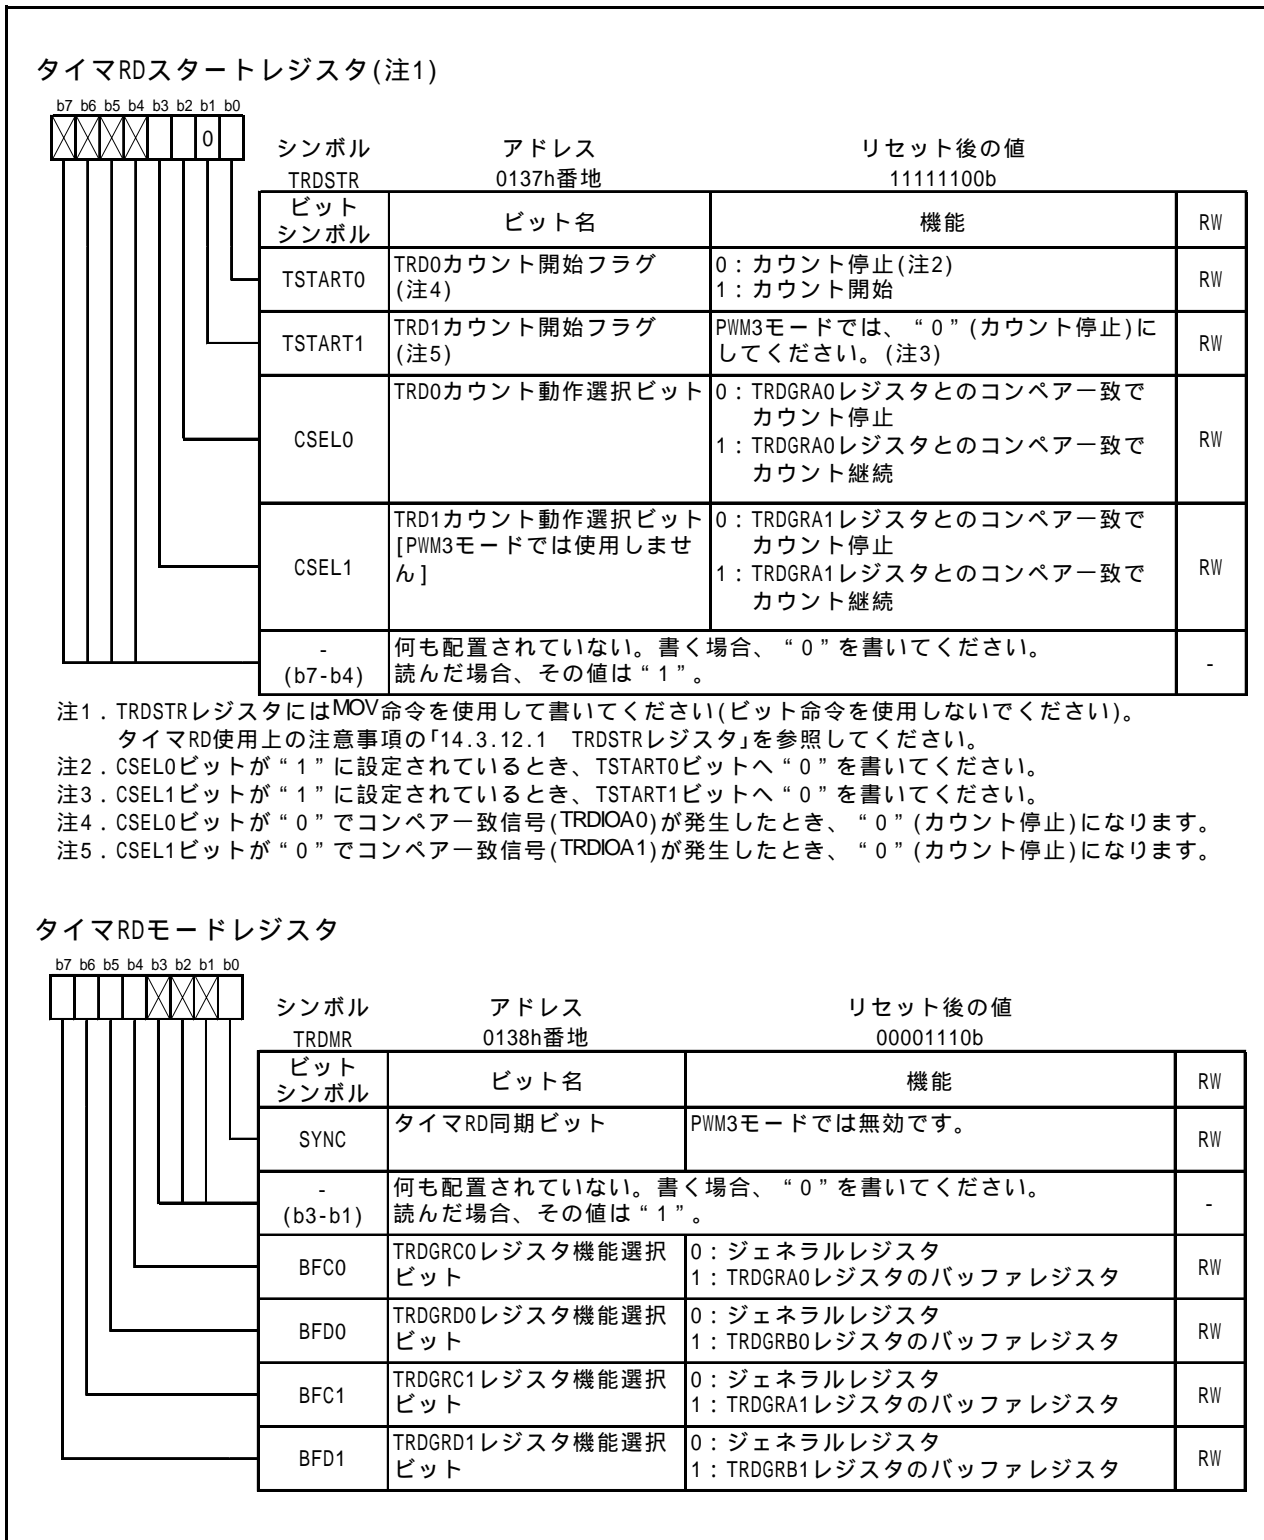 タイマRDスタートレジスタ(注1)
b7 b6 b5 b4 b3 b2 b1 b0
0
シンボル アドレス リセット後の値
TRDSTR 0137h番地 11111100b
ビット
シンボル ビット名 機能 RW
TSTART0 TRD0カウント開始フラグ
(注4) 0：カウント停止(注2)
1：カウント開始 RW
TSTART1 TRD1カウント開始フラグ
(注5) PWM3モードでは、“0”(カウント停止)に
してください。(注3) RW
CSEL0 TRD0カウント動作選択ビット 0：TRDGRA0レジスタとのコンペア一致で
カウント停止
1：TRDGRA0レジスタとのコンペア一致で
カウント継続 RW
CSEL1 TRD1カウント動作選択ビット
[PWM3モードでは使用しませ
ん] 0：TRDGRA1レジスタとのコンペア一致で
カウント停止
1：TRDGRA1レジスタとのコンペア一致で
カウント継続 RW
-
(b7-b4) 何も配置されていない。書く場合、“0”を書いてください。
読んだ場合、その値は“1”。 -
注1．TRDSTRレジスタにはMOV命令を使用して書いてください(ビット命令を使用しないでください)。
タイマRD使用上の注意事項の｢14.3.12.1 TRDSTRレジスタ｣を参照してください。
注2．CSEL0ビットが“1”に設定されているとき、TSTART0ビットへ“0”を書いてください。
注3．CSEL1ビットが“1”に設定されているとき、TSTART1ビットへ“0”を書いてください。
注4．CSEL0ビットが“0”でコンペア一致信号(TRDIOA0)が発生したとき、“0”(カウント停止)になります。
注5．CSEL1ビットが“0”でコンペア一致信号(TRDIOA1)が発生したとき、“0”(カウント停止)になります。
タイマRDモードレジスタ
b7 b6 b5 b4 b3 b2 b1 b0
シンボル アドレス リセット後の値
TRDMR 0138h番地 00001110b
ビット
シンボル ビット名 機能 RW
SYNC タイマRD同期ビット PWM3モードでは無効です。 RW
-
(b3-b1) 何も配置されていない。書く場合、“0”を書いてください。
読んだ場合、その値は“1”。 -
BFC0 TRDGRC0レジスタ機能選択
ビット 0：ジェネラルレジスタ
1：TRDGRA0レジスタのバッファレジスタ RW
BFD0 TRDGRD0レジスタ機能選択
ビット 0：ジェネラルレジスタ
1：TRDGRB0レジスタのバッファレジスタ RW
BFC1 TRDGRC1レジスタ機能選択
ビット 0：ジェネラルレジスタ
1：TRDGRA1レジスタのバッファレジスタ RW
BFD1 TRDGRD1レジスタ機能選択
ビット 0：ジェネラルレジスタ
1：TRDGRB1レジスタのバッファレジスタ RW